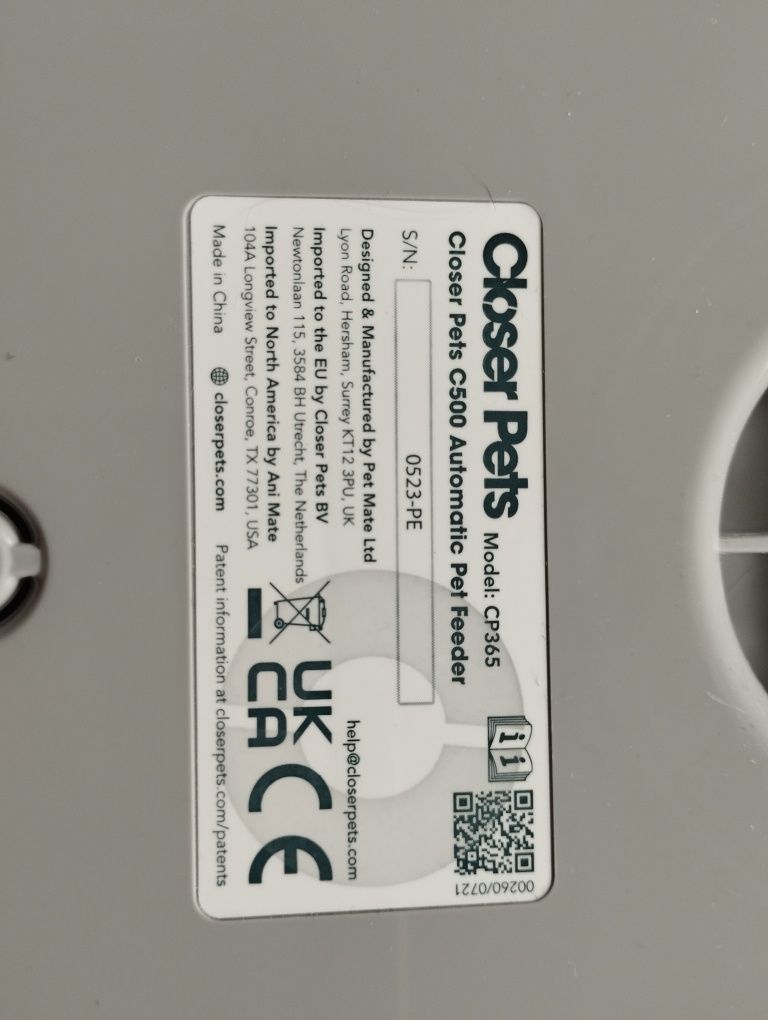 Closer Pets Model: CP365
Closer Pets C500 Automatic Pet Feeder
S/N: 0523-PE
Designed & Manufactured by Pet Mate Ltd
Lyon Road, Hersham, Surrey KT12 3PU, UK
Imported to the EU by Closer Pets BV
Newtonlaan 115, 3584 BH Utrecht, The Netherlands
Imported to North America by Ani Mate
104A Longview Street, Conroe, TX 77301, USA
Made in China closerpets.com Patent information at closerpets.com/patents
help@closerpets.com
UK
CA
CE
i i
00260/0721